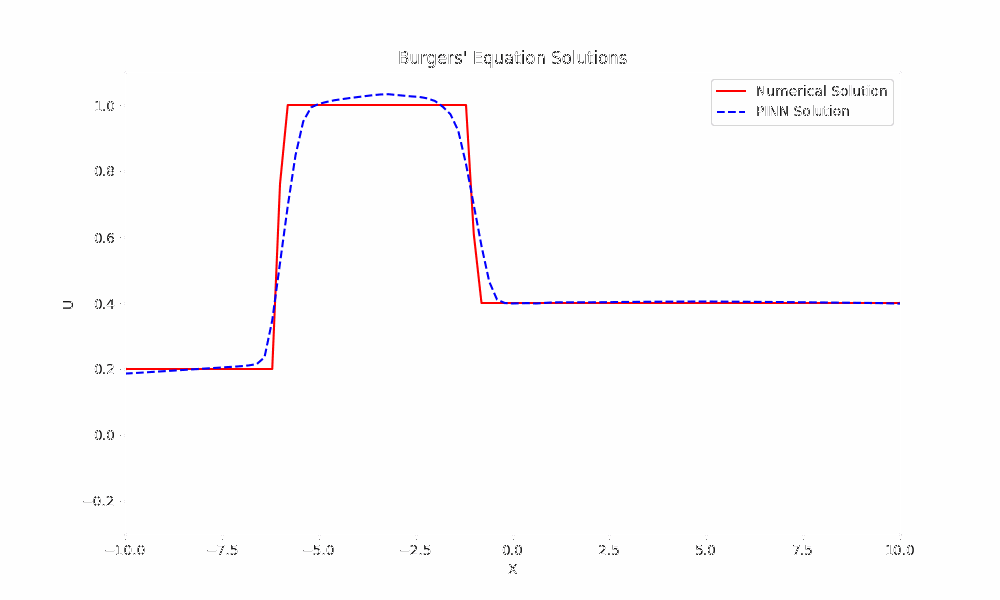 Burgers' Equation Solutions
Numerical Solution
PINN Solution
1.0
0.8
0.6
0.4
0.2
0.0
−0.2
U
−10.0 −7.5 −5.0 −2.5 0.0 2.5 5.0 7.5 10.0
X